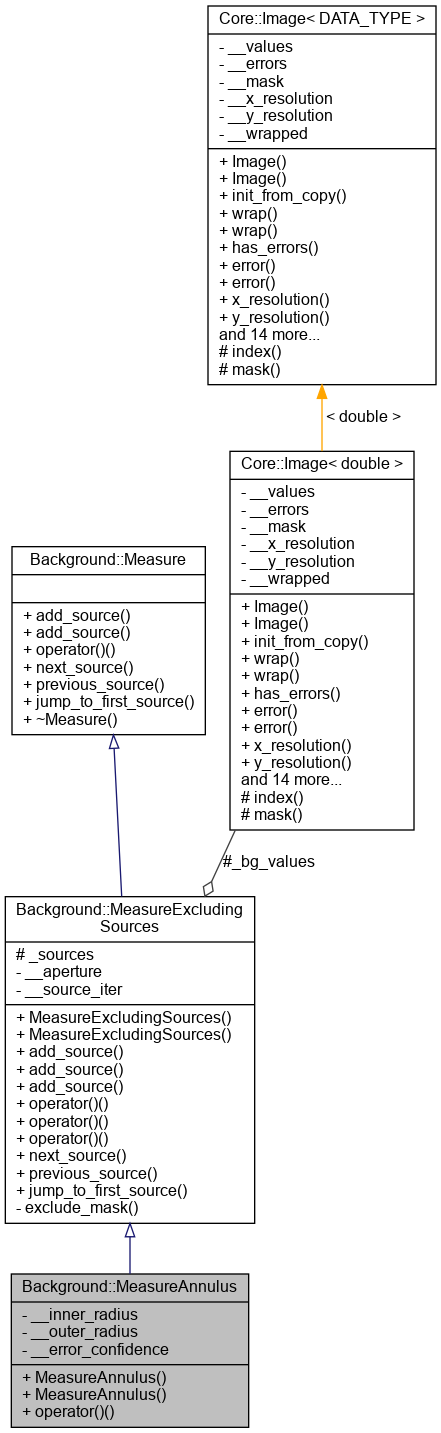 Core::Image< DATA_TYPE >
- __values
- __errors
- __mask
- __x_resolution
- __y_resolution
- __wrapped
+ Image()
+ Image()
+ init_from_copy()
+ wrap()
+ wrap()
+ has_errors()
+ error()
+ error()
+ x_resolution()
+ y_resolution()
and 14 more...
# index()
# mask()
< double >
Core::Image< double >
- __values
- __errors
- __mask
- __x_resolution
- __y_resolution
- __wrapped
+ Image()
+ Image()
+ init_from_copy()
+ wrap()
+ wrap()
+ has_errors()
+ error()
+ error()
+ x_resolution()
+ y_resolution()
and 14 more...
# index()
# mask()
Background::Measure
+ add_source()
+ add_source()
+ operator()()
+ next_source()
+ previous_source()
+ jump_to_first_source()
+ ~Measure()
#_bg_values
Background::MeasureExcluding
Sources
# _sources
- __aperture
- __source_iter
+ MeasureExcludingSources()
+ MeasureExcludingSources()
+ add_source()
+ add_source()
+ add_source()
+ operator()()
+ operator()()
+ operator()()
+ next_source()
+ previous_source()
+ jump_to_first_source()
- exclude_mask()
Background::MeasureAnnulus
- __inner_radius
- __outer_radius
- __error_confidence
+ MeasureAnnulus()
+ MeasureAnnulus()
+ operator()()